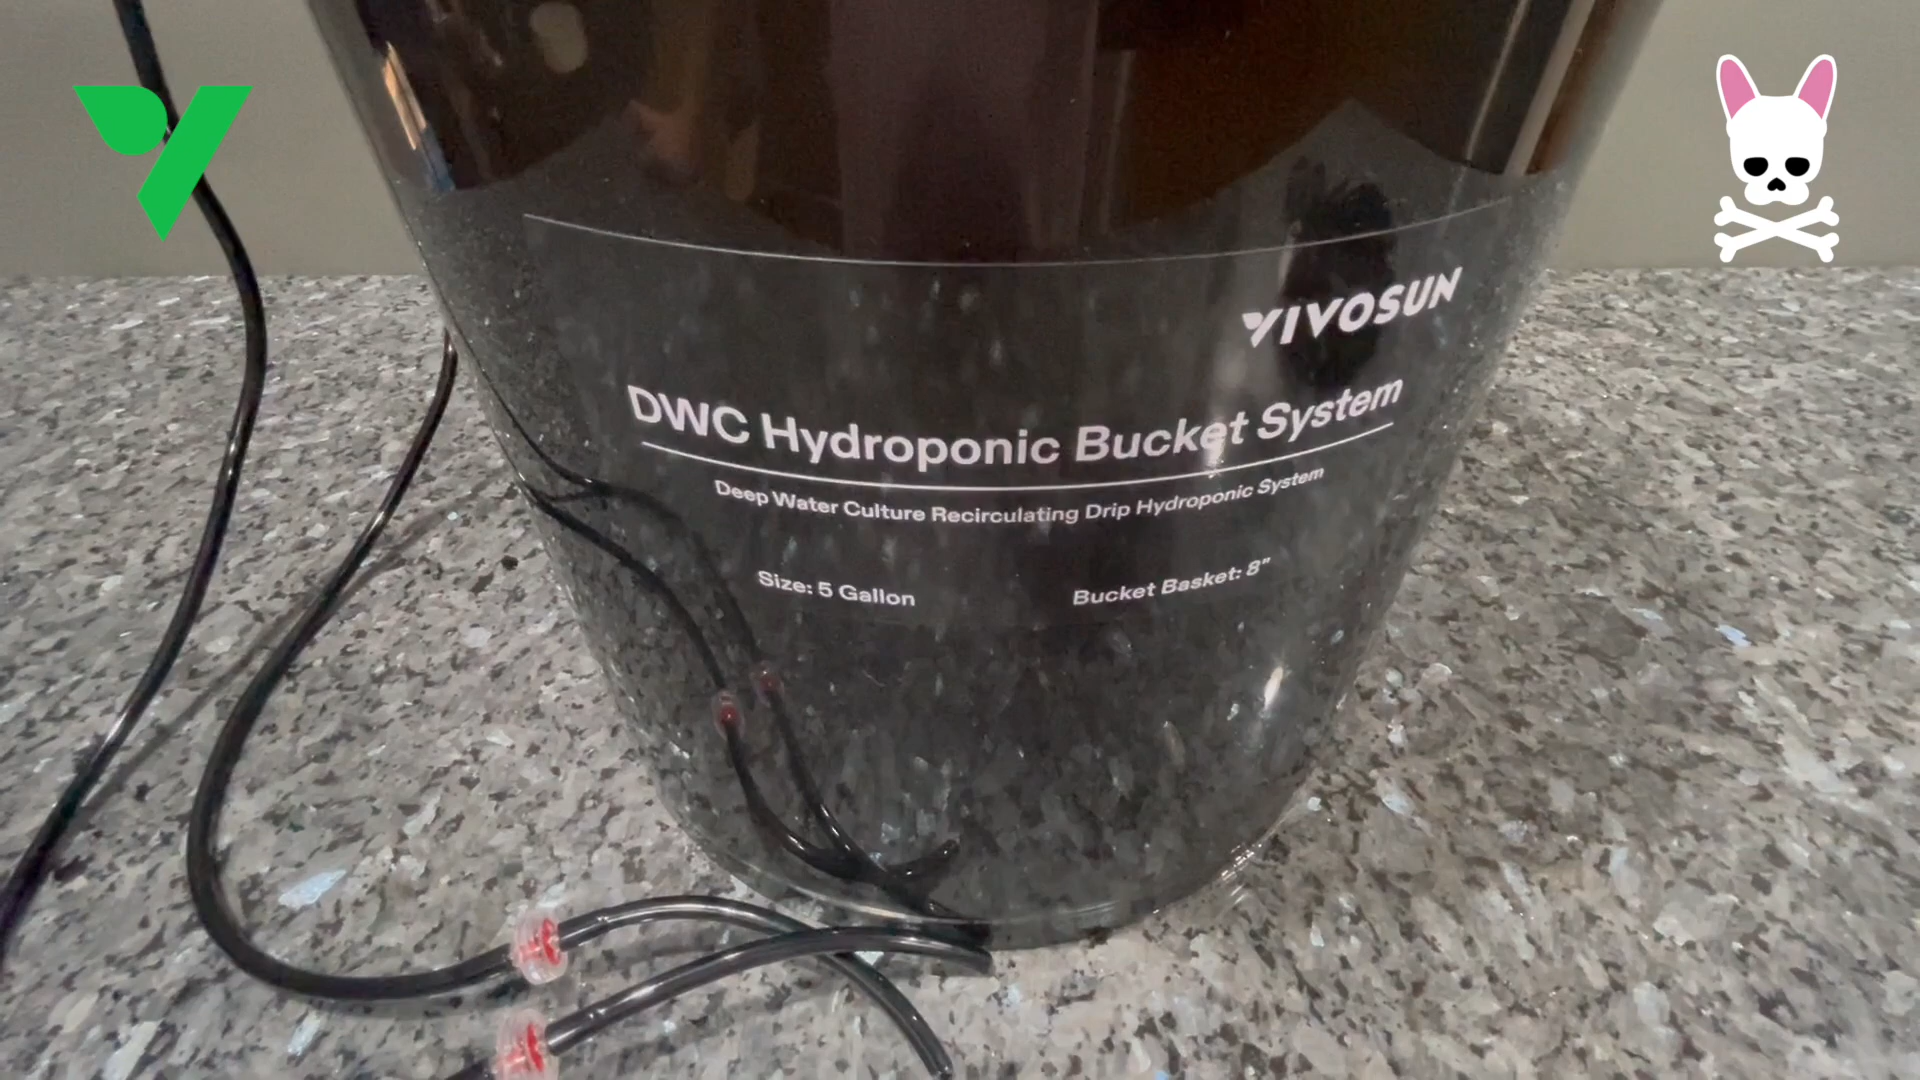 VIVOSUN
DWC Hydroponic Bucket System
Deep Water Culture Recirculating Drip Hydroponic System
Size: 5 Gallon
Bucket Basket: 8"